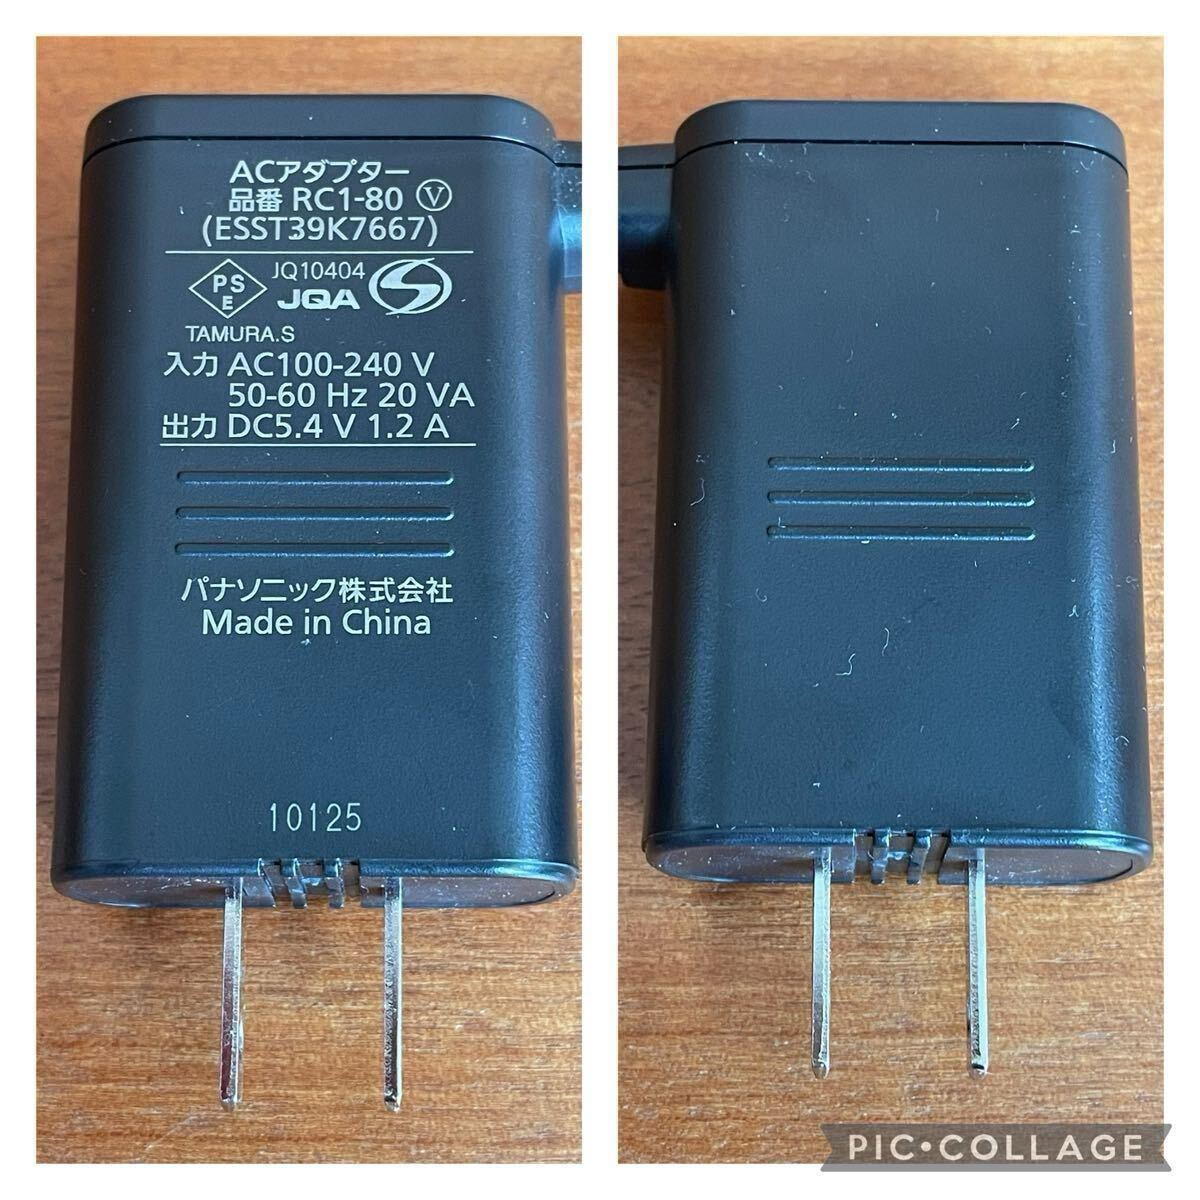 ACアダプター
品番 RC1-80 Ⓥ
(ESST39K7667)
PS
E
JQ10404
JQA
TAMURA.S
入力 AC100-240 V
50-60 Hz 20 VA
出力 DC5.4 V 1.2 A
パナソニック株式会社
Made in China
10125
PIC•COLLAGE